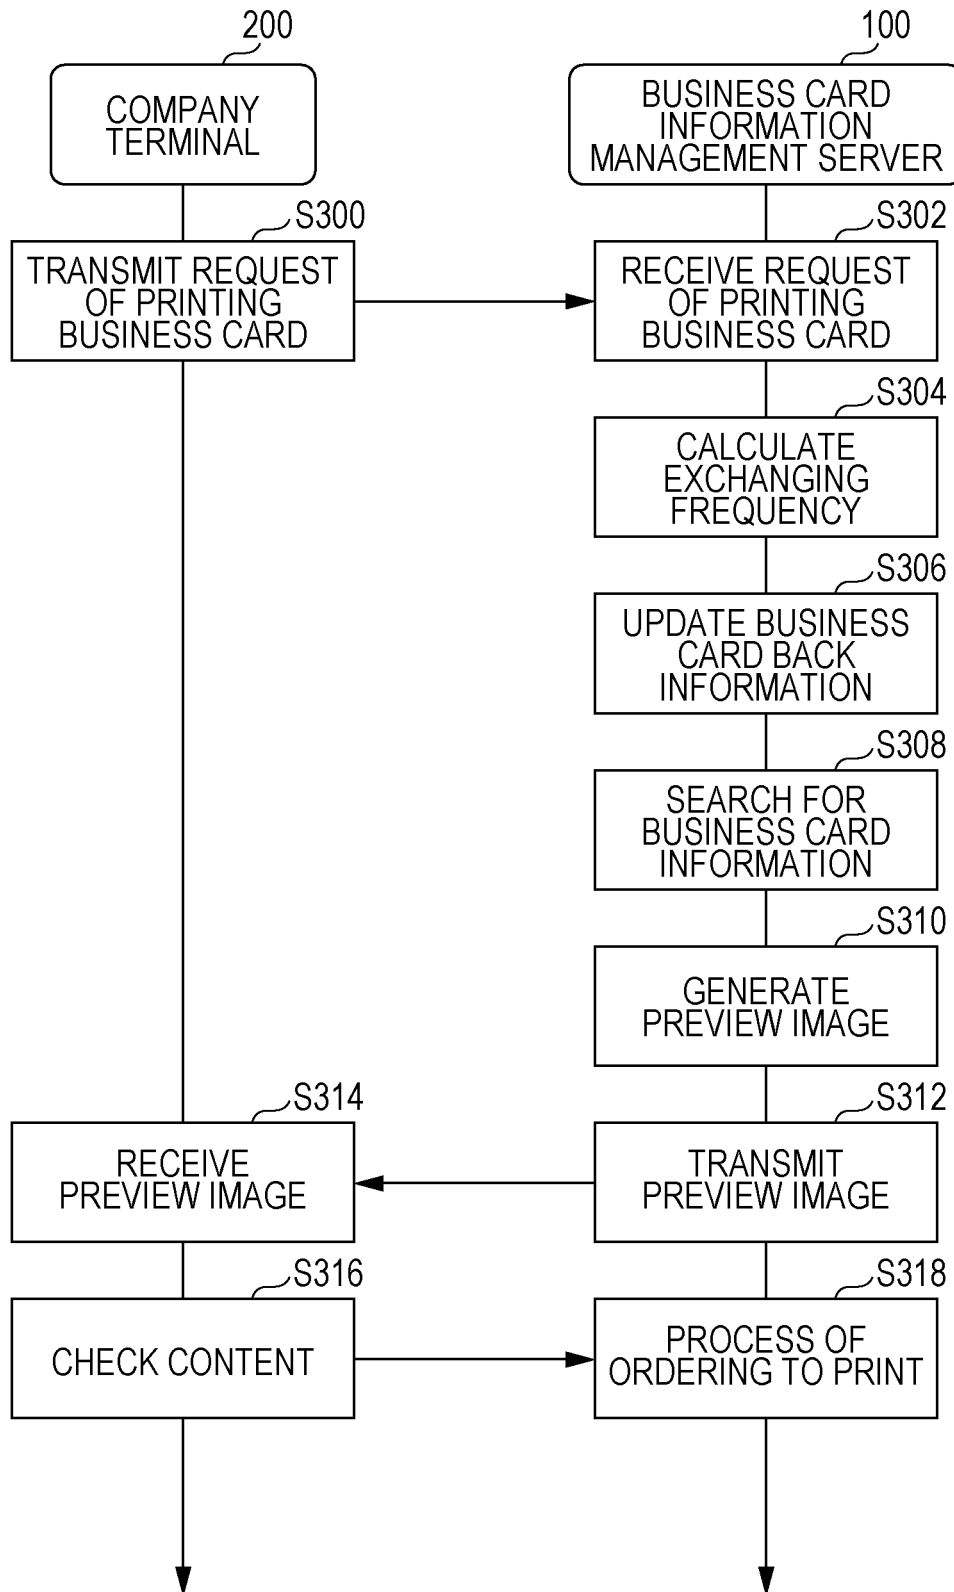 200
COMPANY
TERMINAL
100
BUSINESS CARD
INFORMATION
MANAGEMENT SERVER
S300
TRANSMIT REQUEST
OF PRINTING
BUSINESS CARD
S302
RECEIVE REQUEST
OF PRINTING
BUSINESS CARD
S304
CALCULATE
EXCHANGING
FREQUENCY
S306
UPDATE BUSINESS
CARD BACK
INFORMATION
S308
SEARCH FOR
BUSINESS CARD
INFORMATION
S310
GENERATE
PREVIEW IMAGE
S314
RECEIVE
PREVIEW IMAGE
S312
TRANSMIT
PREVIEW IMAGE
S316
CHECK CONTENT
S318
PROCESS OF
ORDERING TO PRINT